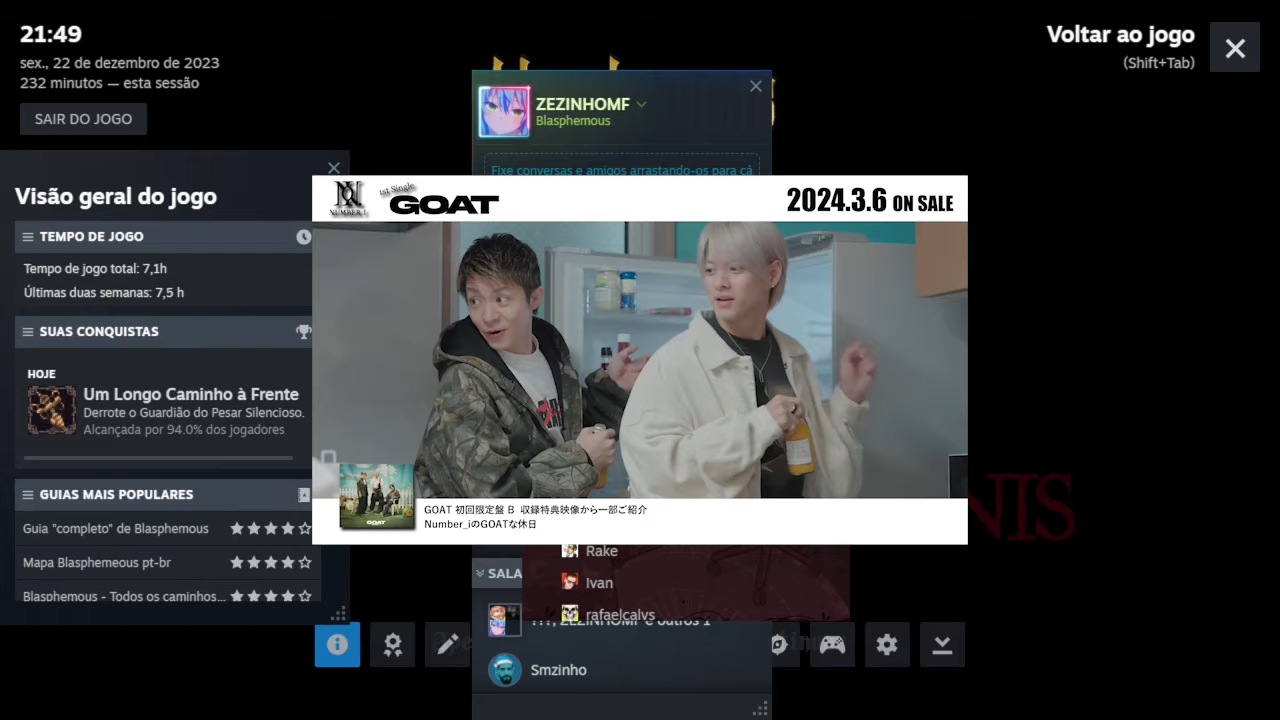 21:49
sex., 22 de dezembro de 2023
232 minutos — esta sessão
SAIR DO JOGO
Voltar ao jogo
(Shift+Tab)
ZEZINHOMF
Blasphemous
Fixe conversas e amigos arrastando-os para cá
Visão geral do jogo
TEMPO DE JOGO
Tempo de jogo total: 7,1h
Últimas duas semanas: 7,5 h
SUAS CONQUISTAS
HOJE
Um Longo Caminho à Frente
Derrote o Guardião do Pesar Silencioso.
Alcançada por 94.0% dos jogadores
GUIAS MAIS POPULARES
Guia "completo" de Blasphemous
Mapa Blasphemeous pt-br
Blasphemous - Todos os caminhos...
NUMBER_I
1st Single
GOAT
2024.3.6 ON SALE
GOAT
GOAT 初回限定盤 B 収録特典映像から一部ご紹介
Number_iのGOATな休日
NIS
Rake
Ivan
rafaelcalvs
SALA
???, ZEZINHOMF e outros 1
Smzinho